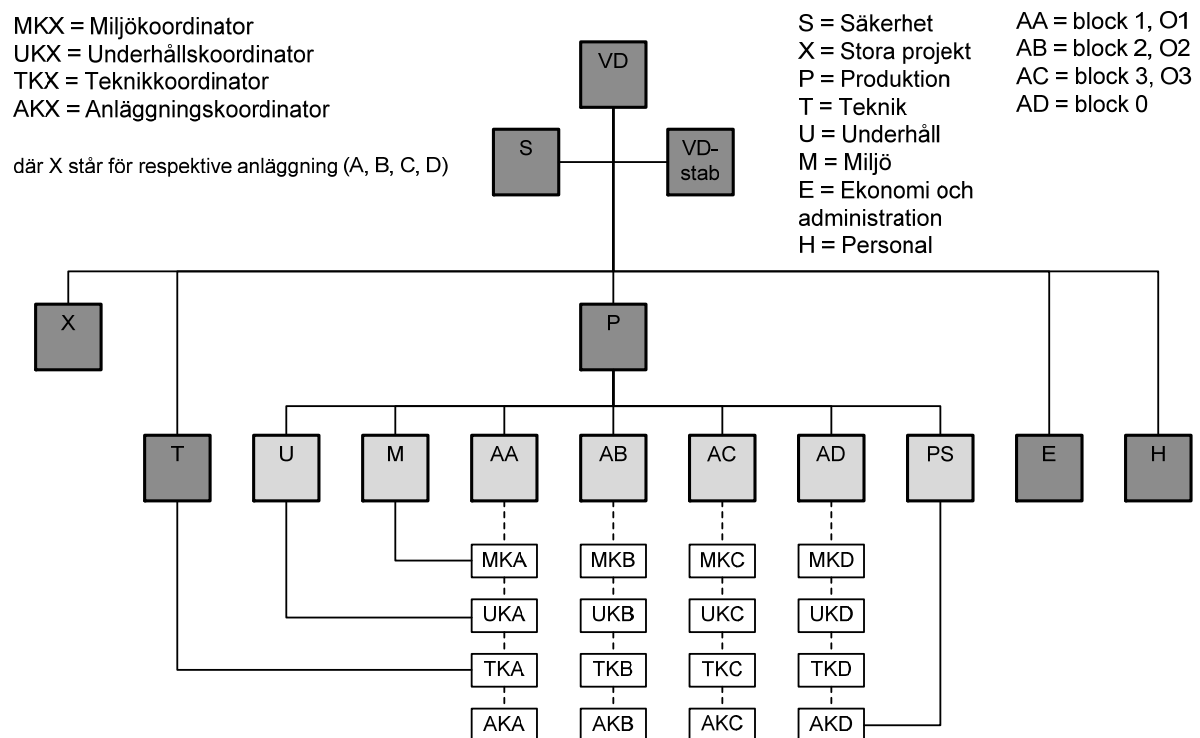 MKX = Miljökoordinator
UKX = Underhållskoordinator
TKX = Teknikkoordinator
AKX = Anläggningskoordinator
där X står för respektive anläggning (A, B, C, D)
S = Säkerhet
X = Stora projekt
P = Produktion
T = Teknik
U = Underhåll
M = Miljö
E = Ekonomi och
administration
H = Personal
AA = block 1, O1
AB = block 2, O2
AC = block 3, O3
AD = block 0
VD
S
VD-
stab
X
P
T
U
M
AA
AB
AC
AD
PS
E
H
MKA
MKB
MKC
MKD
UKA
UKB
UKC
UKD
TKA
TKB
TKC
TKD
AKA
AKB
AKC
AKD